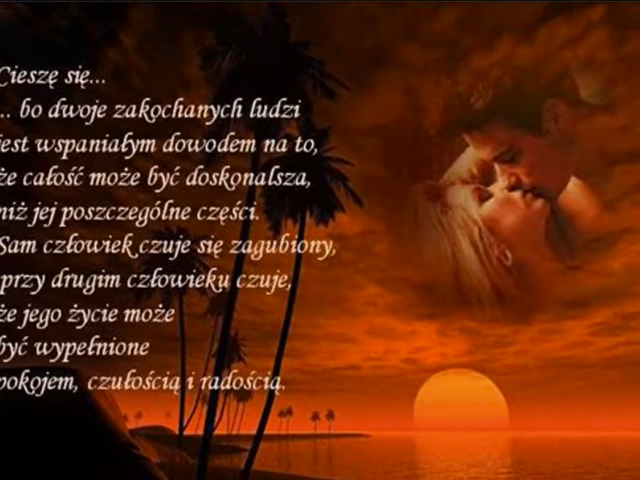 Cieszę się...
... bo dwoje zakochanych ludzi
jest wspaniałym dowodem na to,
że całość może być doskonalsza,
niż jej poszczególne części.
Sam człowiek czuje się zagubiony,
przy drugim człowieku czuje,
że jego życie może
być wypełnione
pokojem, czułością i radością.